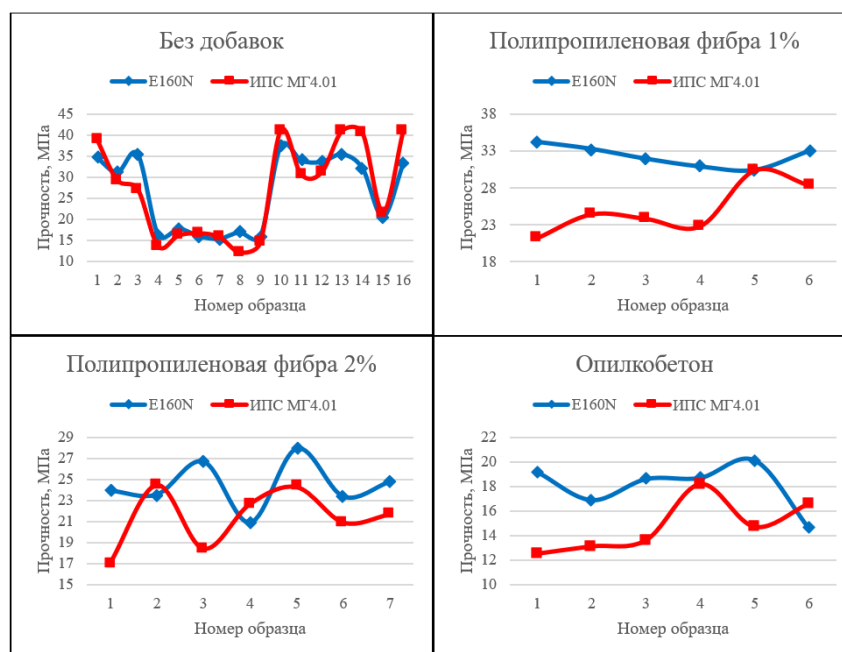 Без добавок
E160N ИПС МГ4.01
Прочность, МПа
45
40
35
30
25
20
15
10
1 2 3 4 5 6 7 8 9 10 11 12 13 14 15 16
Номер образца
Полипропиленовая фибра 1%
E160N ИПС МГ4.01
Прочность, МПа
38
33
28
23
18
1 2 3 4 5 6
Номер образца
Полипропиленовая фибра 2%
E160N ИПС МГ4.01
Прочность, МПа
29
27
25
23
21
19
17
15
1 2 3 4 5 6 7
Номер образца
Опилкобетон
E160N ИПС МГ4.01
Прочность, МПа
22
20
18
16
14
12
10
1 2 3 4 5 6
Номер образца